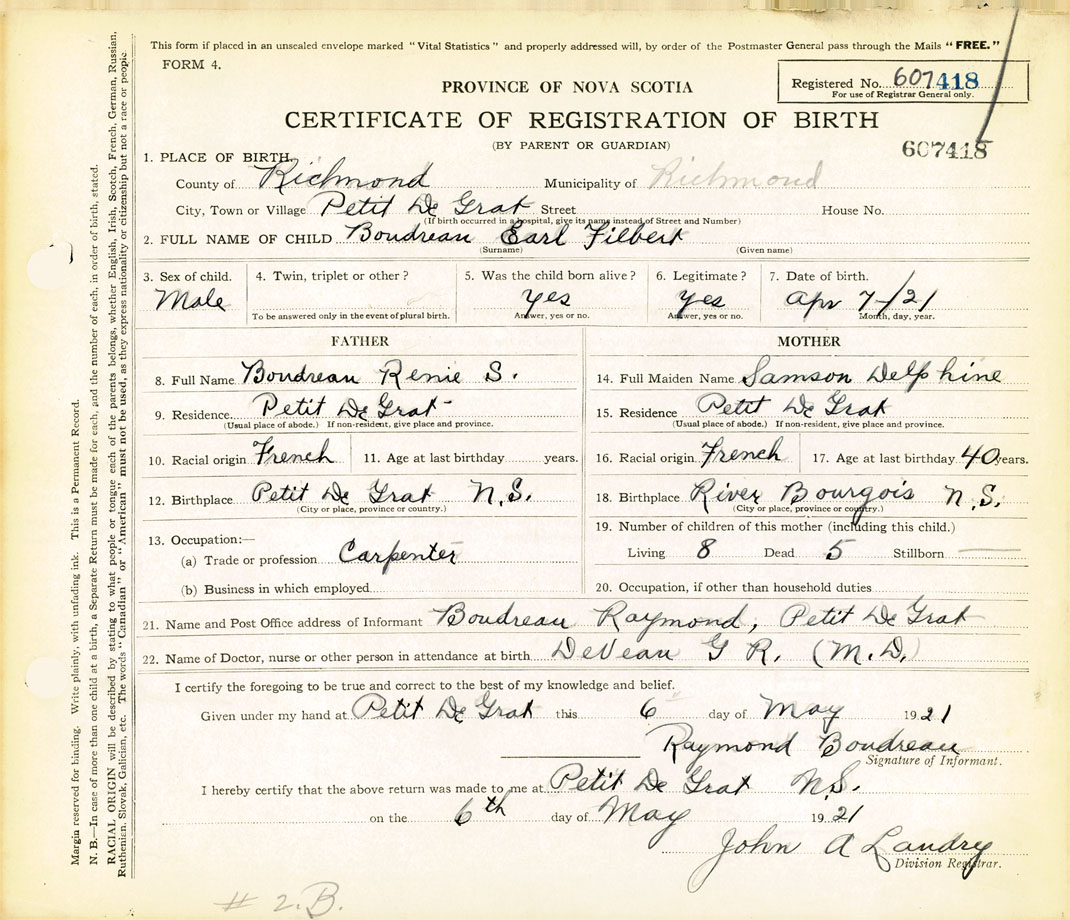 This form if placed in an unsealed envelope marked "Vital Statistics" and properly addressed will, by order of the Postmaster General pass through the Mails "FREE."
FORM 4.
Registered No. 607418
For use of Registrar General only.
PROVINCE OF NOVA SCOTIA
CERTIFICATE OF REGISTRATION OF BIRTH
(BY PARENT OR GUARDIAN)
607418
1. PLACE OF BIRTH.
County of Richmond Municipality of Richmond
City, Town or Village Petit De Grat Street House No.
(If birth occurred in a hospital, give its name instead of Street and Number)
2. FULL NAME OF CHILD Boudreau Earl Filbert
(Surname) (Given name)
3. Sex of child. 4. Twin, triplet or other? 5. Was the child born alive? 6. Legitimate? 7. Date of birth.
Male yes yes Apr 7/21
To be answered only in the event of plural birth. Answer, yes or no. Answer, yes or no. Month, day, year.
FATHER MOTHER
8. Full Name Boudreau Renie S. 14. Full Maiden Name Samson Delphine
9. Residence Petit De Grat 15. Residence Petit De Grat
(Usual place of abode.) If non-resident, give place and province. (Usual place of abode.) If non-resident, give place and province.
10. Racial origin French 11. Age at last birthday years. 16. Racial origin French 17. Age at last birthday 40 years.
12. Birthplace Petit De Grat N.S. 18. Birthplace River Bourgois N.S.
(City or place, province or country.) (City or place, province or country.)
13. Occupation:— 19. Number of children of this mother (including this child.)
(a) Trade or profession Carpenter Living 8 Dead 5 Stillborn —
(b) Business in which employed 20. Occupation, if other than household duties
21. Name and Post Office address of Informant Boudreau Raymond, Petit De Grat
22. Name of Doctor, nurse or other person in attendance at birth DeVeau G R. (M.D.)
I certify the foregoing to be true and correct to the best of my knowledge and belief.
Given under my hand at Petit De Grat this 6 day of May 1921
Raymond Boudreau
Signature of Informant.
I hereby certify that the above return was made to me at Petit De Grat N.S.
on the 6th day of May 1921
John A Landry
Division Registrar.
# 2.B.
Margin reserved for binding. Write plainly, with unfading ink. This is a Permanent Record.
N. B.—In case of more than one child at a birth, a Separate Return must be made for each, and the number of each, in order of birth, stated.
RACIAL ORIGIN will be described by stating to what people or tongue each of the parents belongs, whether English, Irish, Scotch, French, German, Russian,
Ruthenian, Slovak, Galician, etc. The words "Canadian" or "American" must not be used, as they express nationality or citizenship but not a race or people.